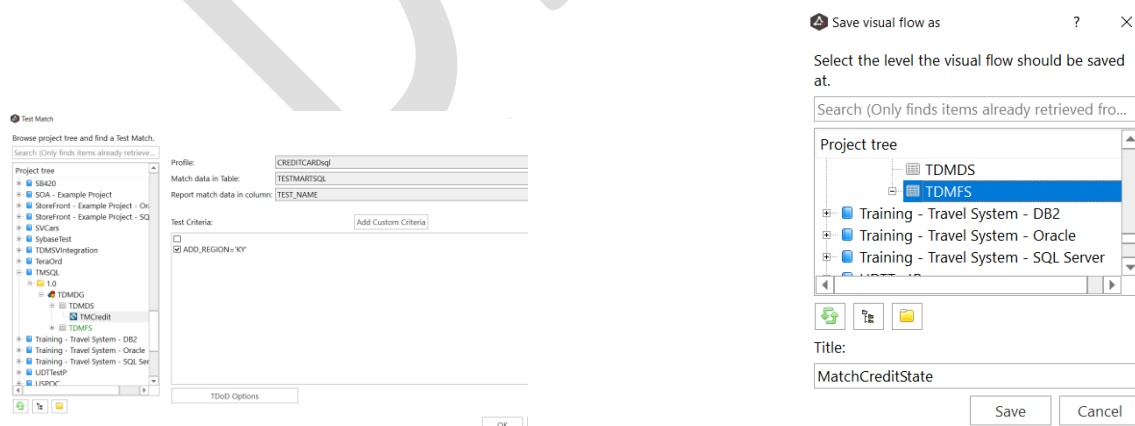 Test Match
Browse project tree and find a Test Match.
Search (Only finds items already retrieve...
Project tree
SB420
SOA - Example Project
StoreFront - Example Project - Ora
StoreFront - Example Project - SQ
SVCars
SybaseTest
TDMSVIntegration
TeraOrd
TMSQL
1.0
TDMDG
TDMDS
TMCredit
TDMFS
Training - Travel System - DB2
Training - Travel System - Oracle
Training - Travel System - SQL Ser
UDTTestP
USPOC
Profile: CREDITCARDsql
Match data in Table: TESTMARTSQL
Report match data in column: TEST_NAME
Test Criteria: Add Custom Criteria
ADD_REGION='KY'
TDoD Options
OK
Save visual flow as ?
Select the level the visual flow should be saved
at.
Search (Only finds items already retrieved fro...
Project tree
TDMDS
TDMFS
Training - Travel System - DB2
Training - Travel System - Oracle
Training - Travel System - SQL Server
Title:
MatchCreditState
Save Cancel